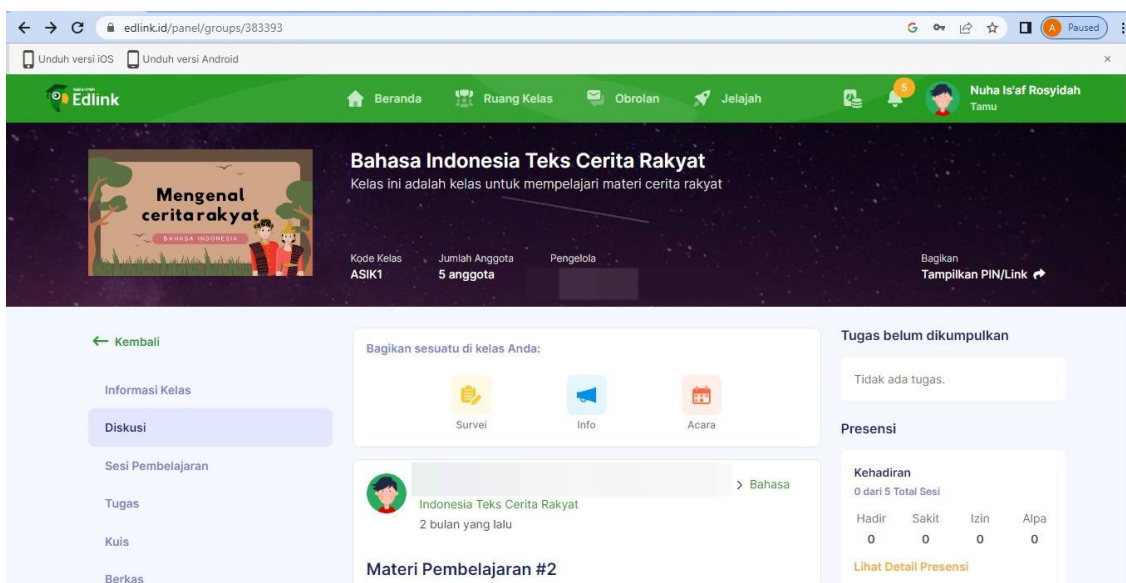 edlink.id/panel/groups/383393
Paused
Unduh versi iOS Unduh versi Android
Edlink
Beranda Ruang Kelas Obrolan Jelajah
5
Nuha Is'af Rosyidah
Tamu
Mengenal
cerita rakyat
BAHASA INDONESIA
Bahasa Indonesia Teks Cerita Rakyat
Kelas ini adalah kelas untuk mempelajari materi cerita rakyat
Kode Kelas Jumlah Anggota Pengelola
ASIK1 5 anggota
Bagikan
Tampilkan PIN/Link
Kembali
Informasi Kelas
Diskusi
Sesi Pembelajaran
Tugas
Kuis
Berkas
Bagikan sesuatu di kelas Anda:
Survei Info Acara
> Bahasa
Indonesia Teks Cerita Rakyat
2 bulan yang lalu
Materi Pembelajaran #2
Tugas belum dikumpulkan
Tidak ada tugas.
Presensi
Kehadiran
0 dari 5 Total Sesi
Hadir Sakit Izin Alpa
0 0 0 0
Lihat Detail Presensi